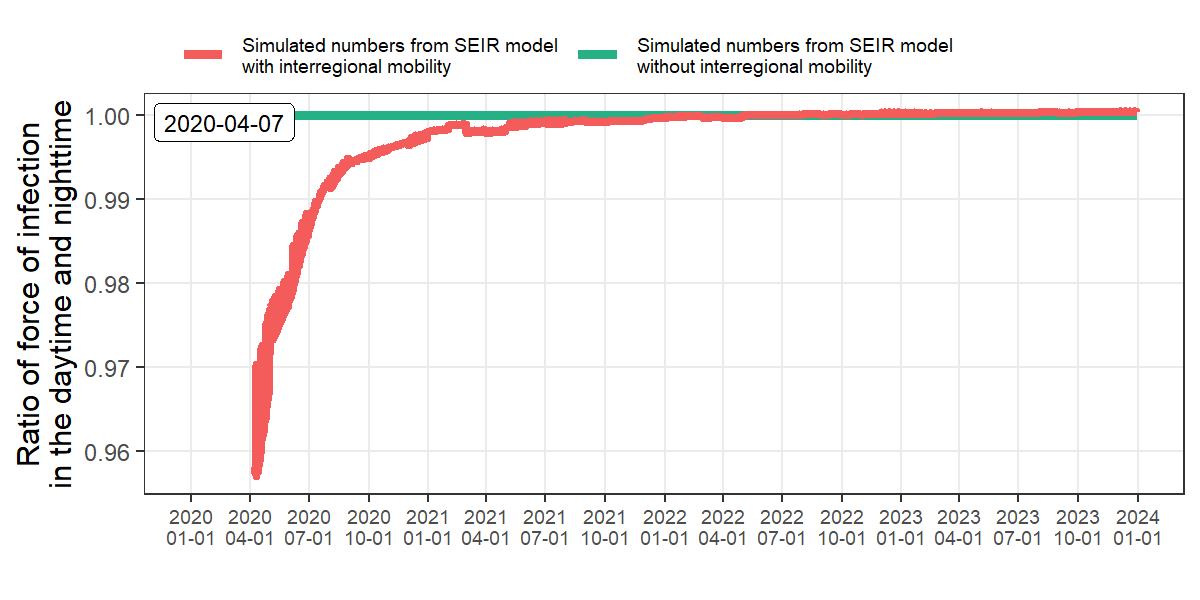 Simulated numbers from SEIR model
with interregional mobility
Simulated numbers from SEIR model
without interregional mobility
Ratio of force of infection
in the daytime and nighttime
1.00
0.99
0.98
0.97
0.96
2020-04-07
2020 2020 2020 2020 2021 2021 2021 2021 2022 2022 2022 2022 2023 2023 2023 2023 2024
01-01 04-01 07-01 10-01 01-01 04-01 07-01 10-01 01-01 04-01 07-01 10-01 01-01 04-01 07-01 10-01 01-01